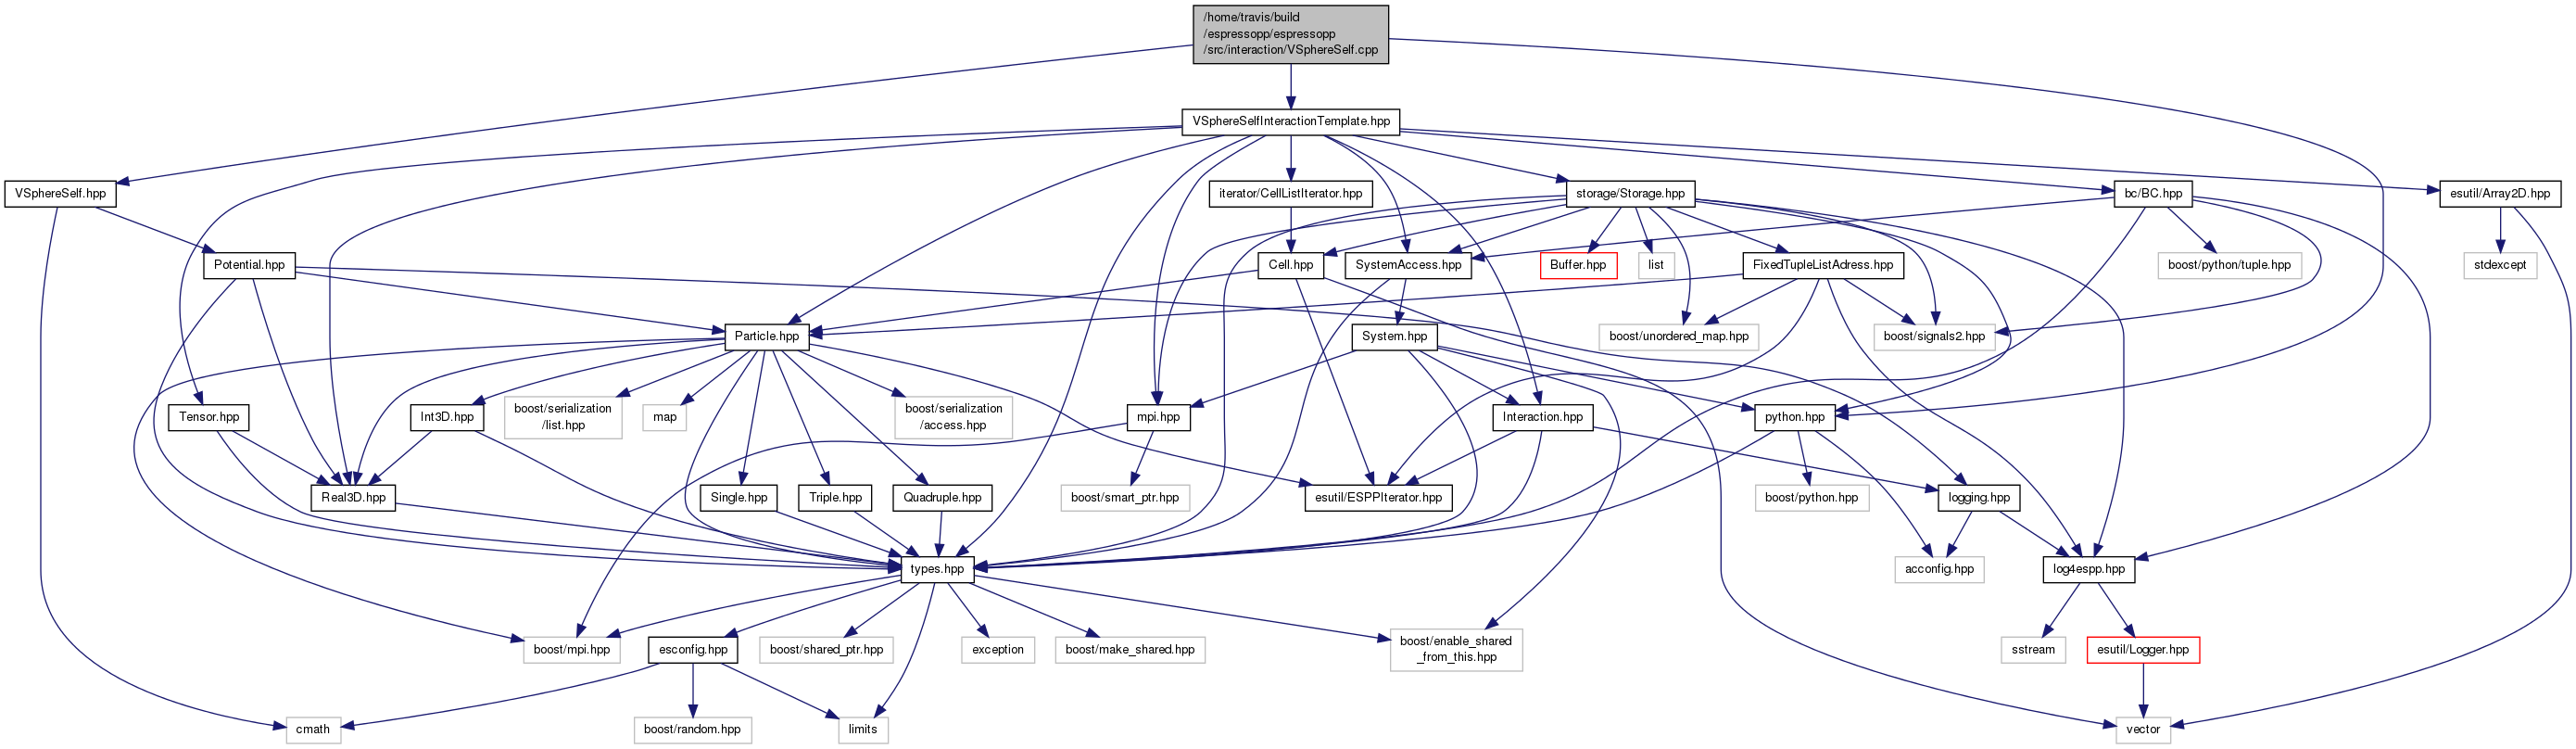 /home/travis/build
/espressopp/espressopp
/src/interaction/VSphereSelf.cpp
VSphereSelfInteractionTemplate.hpp
VSphereSelf.hpp
iterator/CellListIterator.hpp
storage/Storage.hpp
bc/BC.hpp
esutil/Array2D.hpp
Potential.hpp
Cell.hpp
SystemAccess.hpp
Buffer.hpp
list
FixedTupleListAdress.hpp
boost/python/tuple.hpp
stdexcept
Particle.hpp
System.hpp
boost/unordered_map.hpp
boost/signals2.hpp
Tensor.hpp
Int3D.hpp
boost/serialization
/list.hpp
map
boost/serialization
/access.hpp
mpi.hpp
Interaction.hpp
python.hpp
Real3D.hpp
Single.hpp
Triple.hpp
Quadruple.hpp
boost/smart_ptr.hpp
esutil/ESPPIterator.hpp
boost/python.hpp
logging.hpp
types.hpp
acconfig.hpp
log4espp.hpp
boost/mpi.hpp
esconfig.hpp
boost/shared_ptr.hpp
exception
boost/make_shared.hpp
boost/enable_shared
_from_this.hpp
sstream
esutil/Logger.hpp
cmath
boost/random.hpp
limits
vector